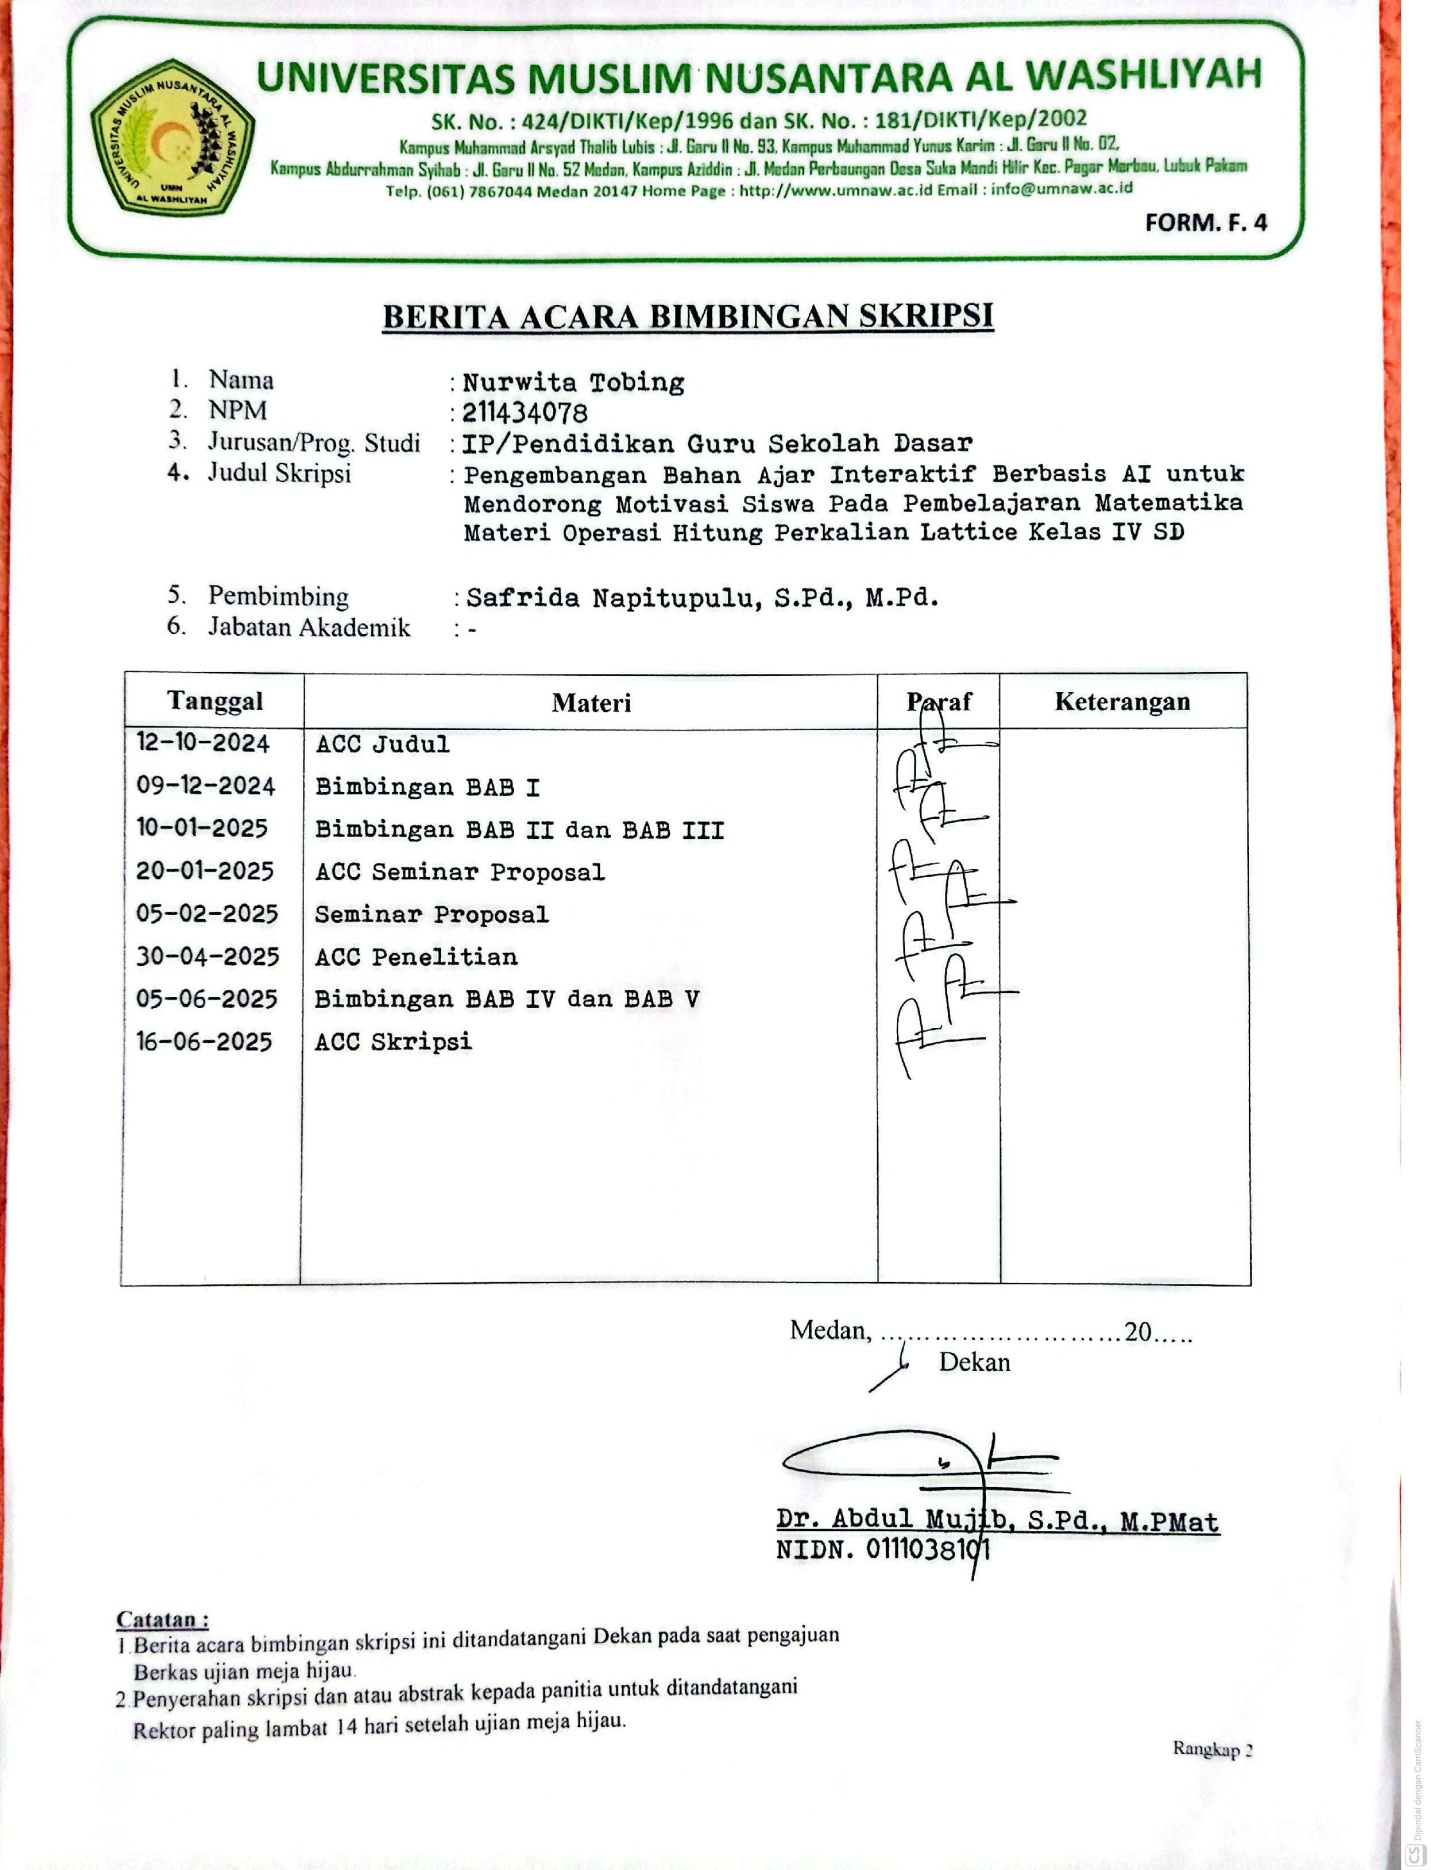 UNIVERSITAS MUSLIM NUSANTARA AL WASHLIYAH
UMN
AL WASHLIYAH
UNIVERSITAS MUSLIM NUSANTARA AL WASHLIYAH
SK. No. : 424/DIKTI/Kep/1996 dan SK. No. : 181/DIKTI/Kep/2002
Kampus Muhammad Arsyad Thalib Lubis : Jl. Garu II No. 93, Kampus Muhammad Yunus Karim : Jl. Garu II No. 02,
Kampus Abdurrahman Syihab : Jl. Garu II No. 52 Medan, Kampus Aziddin : Jl. Medan Perbaungan Desa Suka Mandi Hilir Kec. Pagar Merbau, Lubuk Pakam
Telp. (061) 7867044 Medan 20147 Home Page : http://www.umnaw.ac.id Email : info@umnaw.ac.id
FORM. F. 4
BERITA ACARA BIMBINGAN SKRIPSI
1. Nama : Nurwita Tobing
2. NPM : 211434078
3. Jurusan/Prog. Studi : IP/Pendidikan Guru Sekolah Dasar
4. Judul Skripsi : Pengembangan Bahan Ajar Interaktif Berbasis AI untuk
Mendorong Motivasi Siswa Pada Pembelajaran Matematika
Materi Operasi Hitung Perkalian Lattice Kelas IV SD
5. Pembimbing : Safrida Napitupulu, S.Pd., M.Pd.
6. Jabatan Akademik : -
Tanggal Materi Paraf Keterangan
12-10-2024 ACC Judul
09-12-2024 Bimbingan BAB I
10-01-2025 Bimbingan BAB II dan BAB III
20-01-2025 ACC Seminar Proposal
05-02-2025 Seminar Proposal
30-04-2025 ACC Penelitian
05-06-2025 Bimbingan BAB IV dan BAB V
16-06-2025 ACC Skripsi
Medan, ..............................20.....
Dekan
Dr. Abdul Mujib, S.Pd., M.PMat
NIDN. 0111038101
Catatan :
1.Berita acara bimbingan skripsi ini ditandatangani Dekan pada saat pengajuan
Berkas ujian meja hijau.
2.Penyerahan skripsi dan atau abstrak kepada panitia untuk ditandatangani
Rektor paling lambat 14 hari setelah ujian meja hijau.
Rangkap 2
CS Dipindai dengan CamScanner